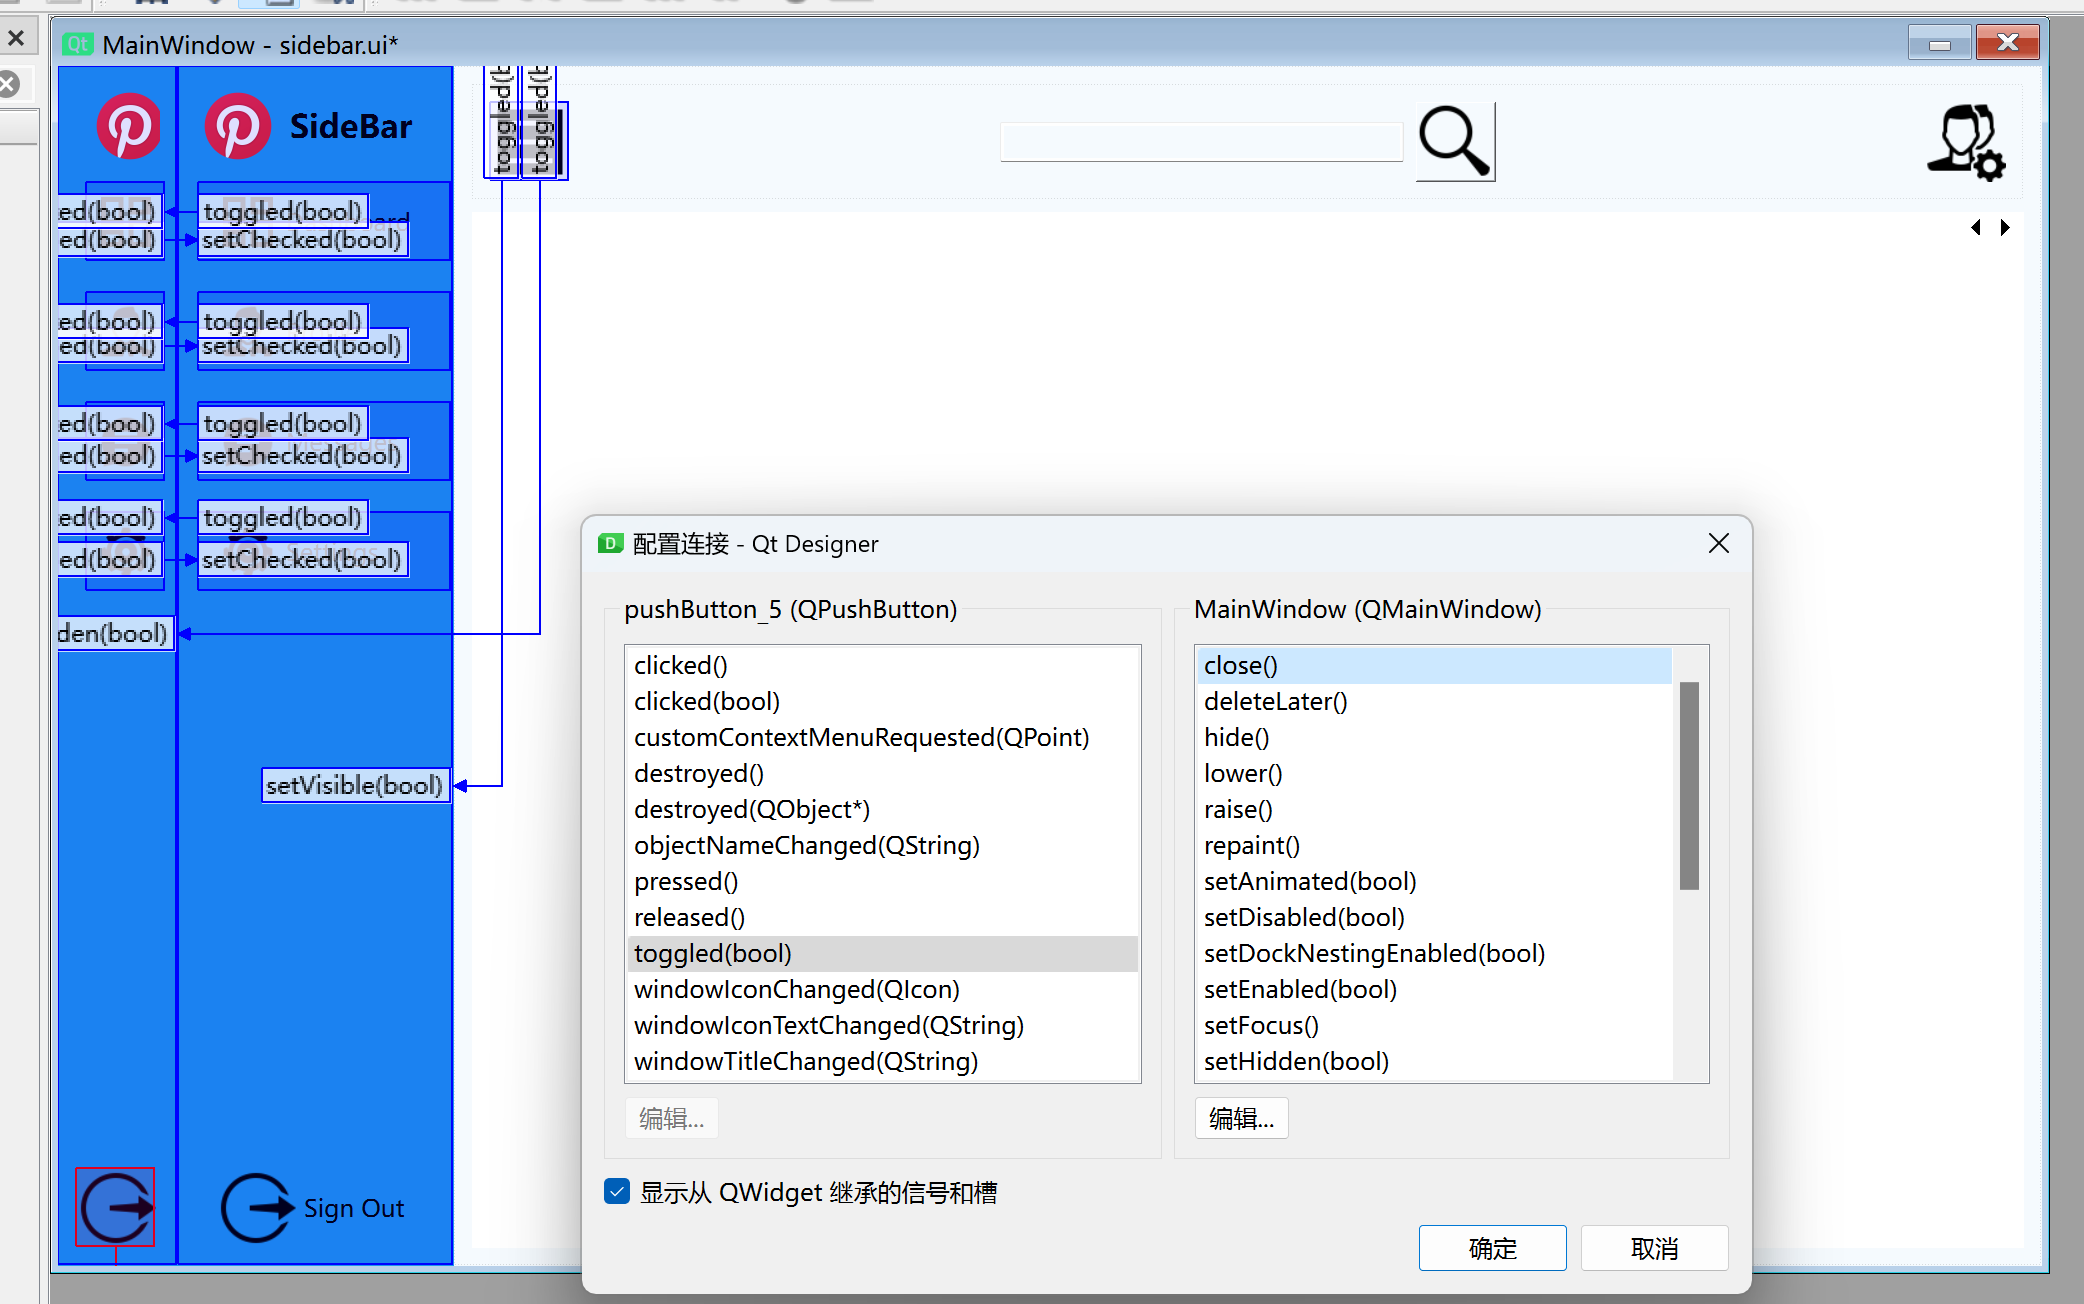 MainWindow - sidebar.ui*
SideBar
toggled(b
toggled(b
ed(bool)
toggled(bool)
ard
ed(bool)
setChecked(bool)
ed(bool)
toggled(bool)
ed(bool)
setChecked(bool)
ed(bool)
toggled(bool)
ed(bool)
setChecked(bool)
ed(bool)
toggled(bool)
Settings
ed(bool)
setChecked(bool)
den(bool)
setVisible(bool)
Sign Out
配置连接 - Qt Designer
pushButton_5 (QPushButton)
clicked()
clicked(bool)
customContextMenuRequested(QPoint)
destroyed()
destroyed(QObject*)
objectNameChanged(QString)
pressed()
released()
toggled(bool)
windowIconChanged(QIcon)
windowIconTextChanged(QString)
windowTitleChanged(QString)
编辑...
MainWindow (QMainWindow)
close()
deleteLater()
hide()
lower()
raise()
repaint()
setAnimated(bool)
setDisabled(bool)
setDockNestingEnabled(bool)
setEnabled(bool)
setFocus()
setHidden(bool)
编辑...
显示从 QWidget 继承的信号和槽
确定
取消